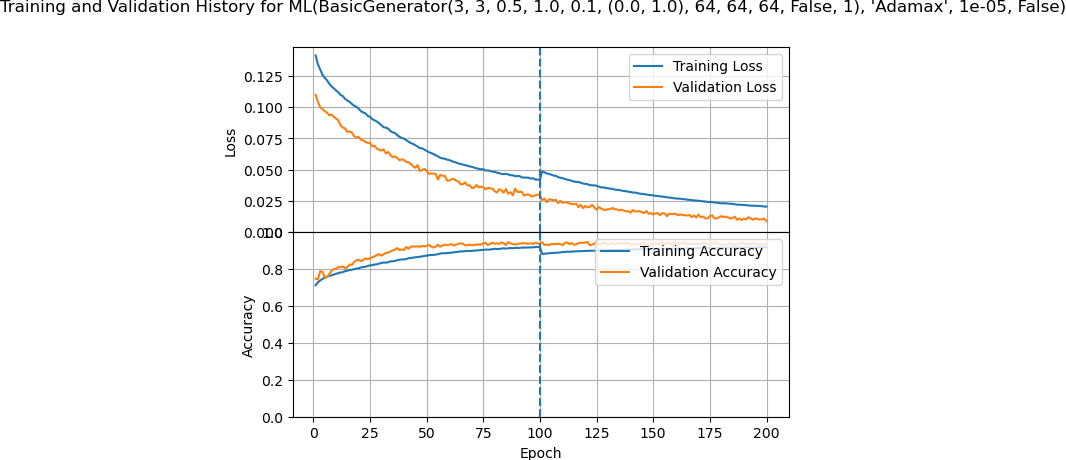 Training and Validation History for ML(BasicGenerator(3, 3, 0.5, 1.0, 0.1, (0.0, 1.0), 64, 64, 64, False, 1), 'Adamax', 1e-05, False)
Training Loss
Validation Loss
Loss
0.125
0.100
0.075
0.050
0.025
0.000
1.0
Training Accuracy
Validation Accuracy
Accuracy
0.8
0.6
0.4
0.2
0.0
0 25 50 75 100 125 150 175 200
Epoch